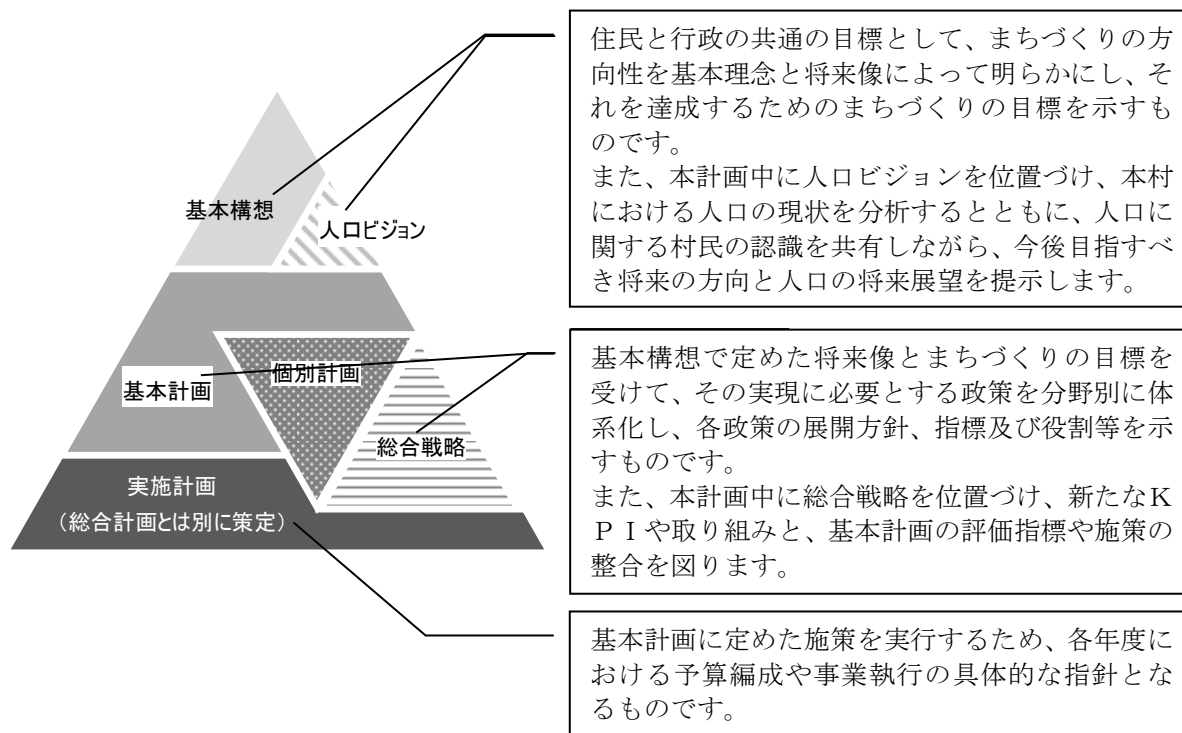 住民と行政の共通の目標として、まちづくりの方
向性を基本理念と将来像によって明らかにし、そ
れを達成するためのまちづくりの目標を示すも
のです。
また、本計画中に人口ビジョンを位置づけ、本村
における人口の現状を分析するとともに、人口に
関する村民の認識を共有しながら、今後目指すべ
き将来の方向と人口の将来展望を提示します。
基本構想
人口ビジョン
基本計画で定めた将来像とまちづくりの目標を
受けて、その実現に必要とする政策を分野別に体
系化し、各政策の展開方針、指標及び役割等を示
すものです。
また、本計画中に総合戦略を位置づけ、新たなＫ
ＰＩや取り組みと、基本計画の評価指標や施策の
整合を図ります。
個別計画
基本計画
総合戦略
実施計画
（総合計画とは別に策定）
基本計画に定めた施策を実行するため、各年度に
おける予算編成や事業執行の具体的な指針とな
るものです。